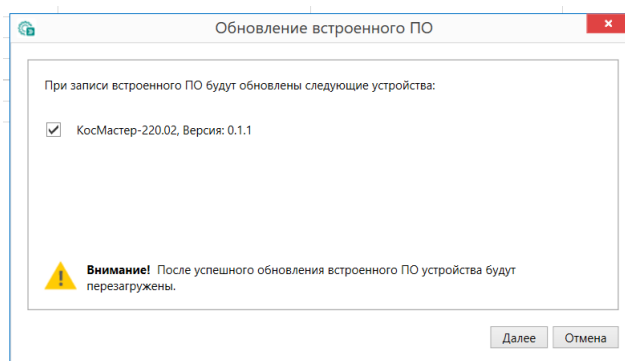 Обновление встроенного ПО
При записи встроенного ПО будут обновлены следующие устройства:
КосМастер-220.02, Версия: 0.1.1
Внимание! После успешного обновления встроенного ПО устройства будут
перезагружены.
Далее Отмена